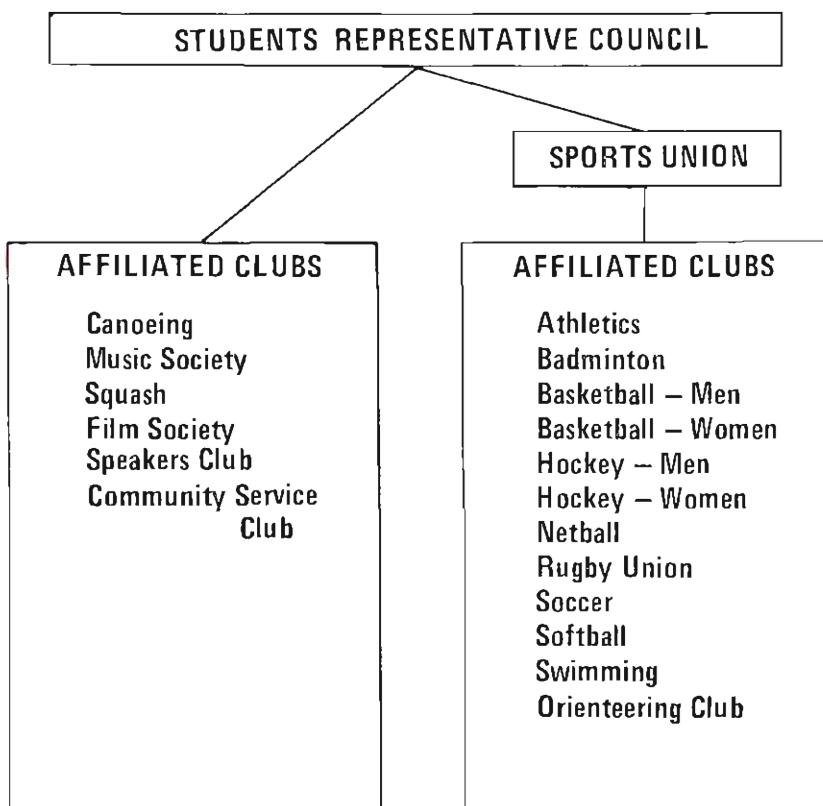 STUDENTS REPRESENTATIVE COUNCIL
SPORTS UNION
AFFILIATED CLUBS
Canoeing
Music Society
Squash
Film Society
Speakers Club
Community Service
Club
AFFILIATED CLUBS
Athletics
Badminton
Basketball – Men
Basketball – Women
Hockey – Men
Hockey – Women
Netball
Rugby Union
Soccer
Softball
Swimming
Orienteering Club